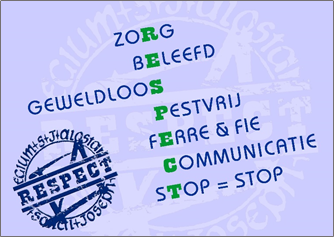 ZORG
BELEEFD
GEWELDLOOS
PESTVRIJ
FERRE & FIE
COMMUNICATIE
STOP = STOP
RESPECT